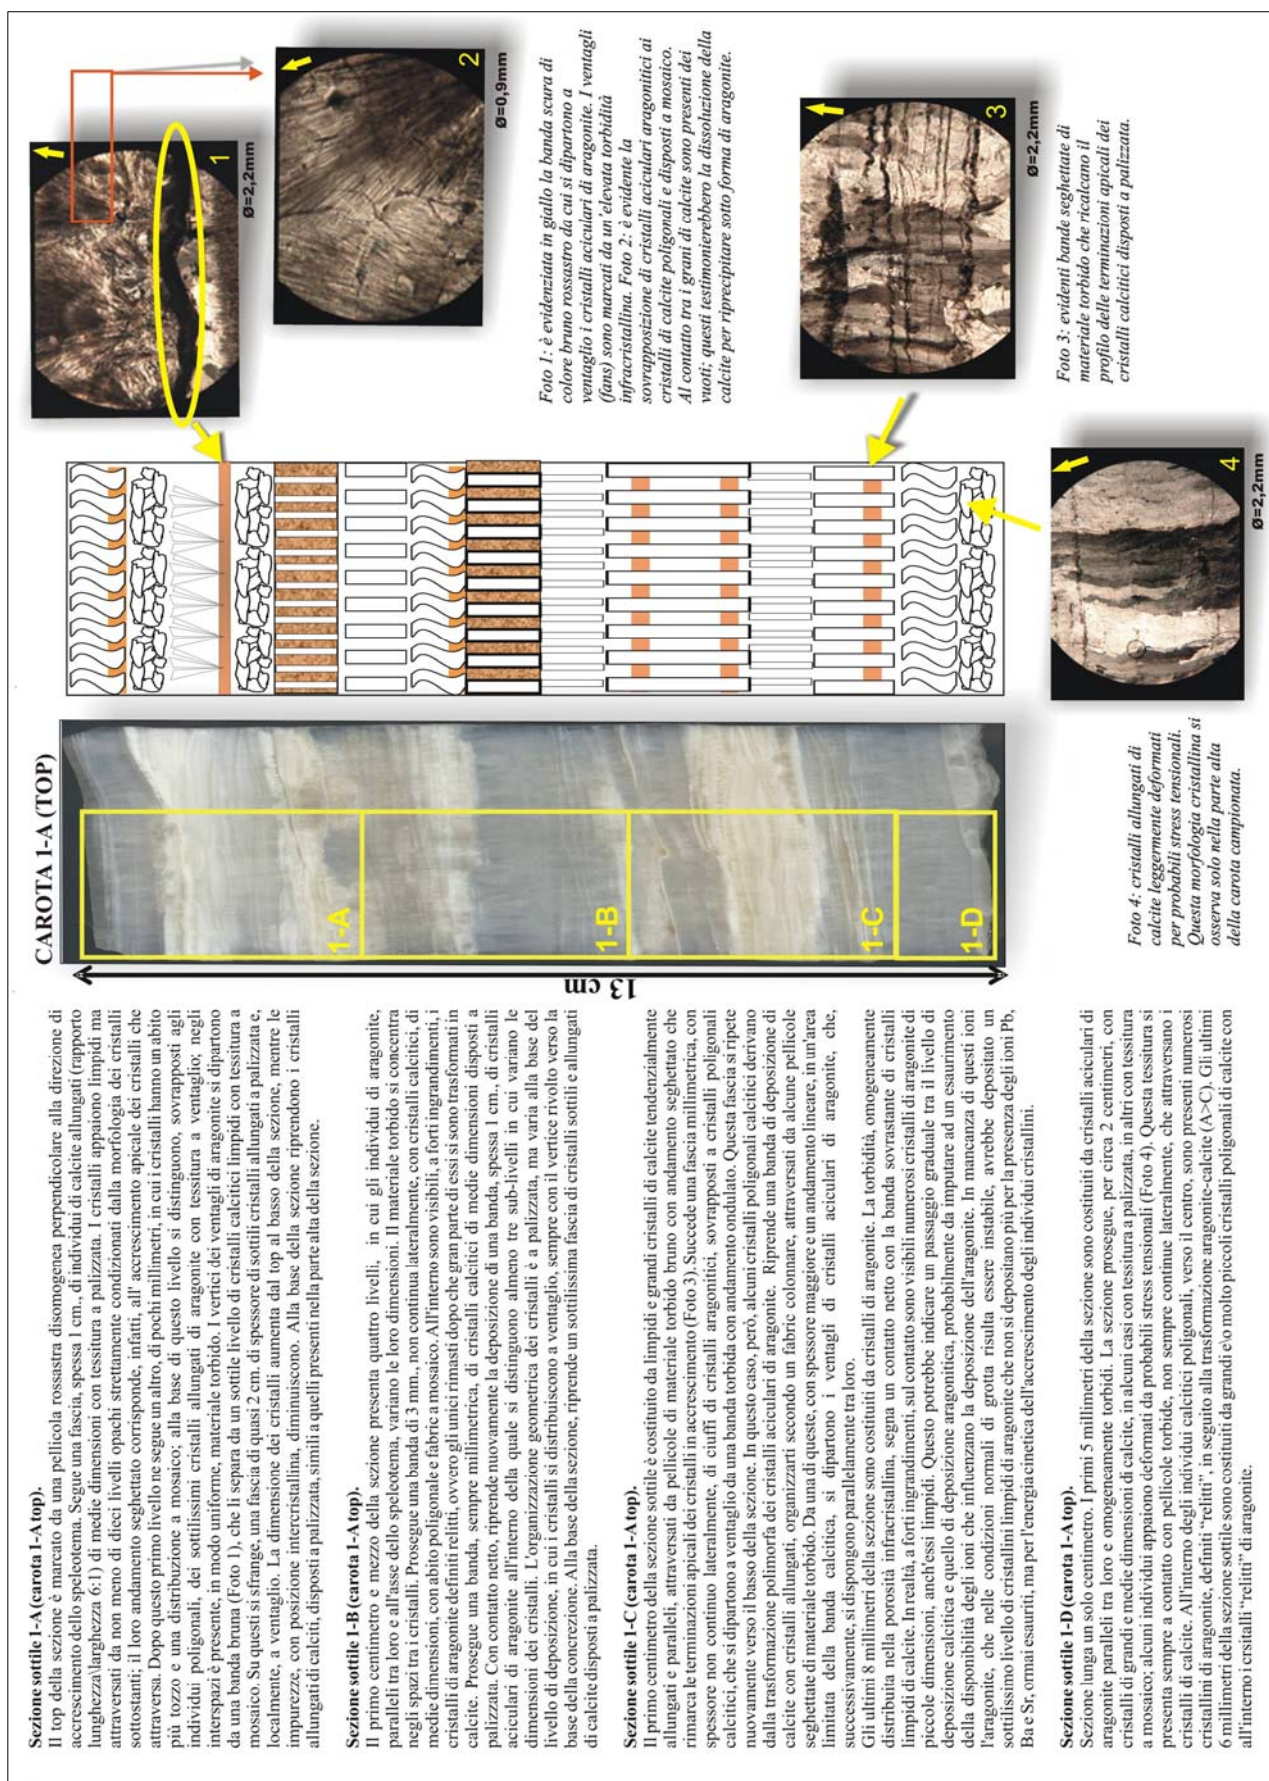 Sezione sottile 1-A (carota 1-A top).
Il top della sezione è marcato da una pellicola rossastra disomogenea perpendicolare alla direzione di
accrescimento dello speleotema. Segue una fascia, spessa 1 cm., di individui di calcite allungati (rapporto
lunghezza\larghezza 6:1) di medie dimensioni con tessitura a palizzata. I cristalli appaiono limpidi ma
attraversati da non meno di dieci livelli opachi strettamente condizionati dalla morfologia dei cristalli
sottostanti; il loro andamento seghettato corrisponde, infatti, all' accrescimento apicale dei cristalli che
attraversa. Dopo questo primo livello ne segue un altro, di pochi millimetri, in cui i cristalli hanno un abito
più tozzo e una distribuzione a mosaico; alla base di questo livello si distinguono, sovrapposti agli
individui poligonali, dei sottilissimi cristalli allungati di aragonite con tessitura a ventaglio; negli
interspazi è presente, in modo uniforme, materiale torbido. I vertici dei ventagli di aragonite si dipartono
da una banda bruna (Foto 1), che li separa da un sottile livello di cristalli calcitici limpidi con tessitura a
mosaico. Su questi si sfrange, una fascia di quasi 2 cm. di spessore di sottili cristalli allungati a palizzata e,
localmente, a ventaglio. La dimensione dei cristalli aumenta dal top al basso della sezione, mentre le
impurezze, con posizione intercristallina, diminuiscono. Alla base della sezione riprendono i cristalli
allungati di calciti, disposti a palizzata, simili a quelli presenti nella parte alta della sezione.
Sezione sottile 1-B (carota 1-A top).
Il primo centimetro e mezzo della sezione presenta quattro livelli, in cui gli individui di aragonite,
paralleli tra loro e all'asse dello speleotema, variano le loro dimensioni. Il materiale torbido si concentra
negli spazi tra i cristalli. Prosegue una banda di 3 mm., non continua lateralmente, con cristalli calcitici, di
medie dimensioni, con abito poligonale e fabric a mosaico. All'interno sono visibili, a forti ingrandimenti, i
cristalli di aragonite definiti relitti, ovvero gli unici rimasti dopo che gran parte di essi si sono trasformati in
calcite. Prosegue una banda, sempre millimetrica, di cristalli calcitici di medie dimensioni disposti a
palizzata. Con contatto netto, riprende nuovamente la deposizione di una banda, spessa 1 cm., di cristalli
aciculari di aragonite all'interno della quale si distinguono almeno tre sub-livelli in cui variano le
dimensioni dei cristalli. L'organizzazione geometrica dei cristalli è a palizzata, ma varia alla base del
livello di deposizione, in cui i cristalli si distribuiscono a ventaglio, sempre con il vertice rivolto verso la
base della concrezione. Alla base della sezione, riprende un sottilissima fascia di cristalli sottili e allungati
di calcite disposti a palizzata.
Sezione sottile 1-C (carota 1-A top).
Il primo centimetro della sezione sottile è costituito da limpidi e grandi cristalli di calcite tendenzialmente
allungati e paralleli, attraversati da pellicole di materiale torbido bruno con andamento seghettato che
rimarca le terminazioni apicali dei cristalli in accrescimento (Foto 3). Succede una fascia millimetrica, con
spessore non continuo lateralmente, di ciuffi di cristalli aragonitici, sovrapposti a cristalli poligonali
calcitici, che si dipartono a ventaglio da una banda torbida con andamento ondulato. Questa fascia si ripete
nuovamente verso il basso della sezione. In questo caso, però, alcuni cristalli poligonali calcitici derivano
dalla trasformazione polimorfa dei cristalli aciculari di aragonite. Riprende una banda di deposizione di
calcite con cristalli allungati, organizzarti secondo un fabric colonnare, attraversati da alcune pellicole
seghettate di materiale torbido. Da una di queste, con spessore maggiore e un andamento lineare, in un'area
limitata della banda calcitica, si dipartono i ventagli di cristalli aciculari di aragonite, che,
successivamente, si dispongono parallelamente tra loro.
Gli ultimi 8 millimetri della sezione sono costituiti da cristalli di aragonite. La torbidità, omogeneamente
distribuita nella porosità infracristallina, segna un contatto netto con la banda sovrastante di cristalli
limpidi di calcite. In realtà, a forti ingrandimenti, sul contatto sono visibili numerosi cristalli di aragonite di
piccole dimensioni, anch'essi limpidi. Questo potrebbe indicare un passaggio graduale tra il livello di
deposizione calcitica e quello di deposizione aragonitica, probabilmente da imputare ad un esaurimento
della disponibilità degli ioni che influenzano la deposizione dell'aragonite. In mancanza di questi ioni
l'aragonite, che nelle condizioni normali di grotta risulta essere instabile, avrebbe depositato un
sottilissimo livello di cristallini limpidi di aragonite che non si depositano più per la presenza degli ioni Pb,
Ba e Sr, ormai esauriti, ma per l'energia cinetica dell'accrescimento degli individui cristallini.
Sezione sottile 1-D (carota 1-A top).
Sezione lunga un solo centimetro. I primi 5 millimetri della sezione sono costituiti da cristalli aciculari di
aragonite paralleli tra loro e omogeneamente torbidi. La sezione prosegue, per circa 2 centimetri, con
cristalli di grandi e medie dimensioni di calcite, in alcuni casi con tessitura a palizzata, in altri con tessitura
a mosaico; alcuni individui appaiono deformati da probabili stress tensionali (Foto 4). Questa tessitura si
presenta sempre a contatto con pellicole torbide, non sempre continue lateralmente, che attraversano i
cristalli di calcite. All'interno degli individui calcitici poligonali, verso il centro, sono presenti numerosi
cristallini di aragonite, definiti "relitti", in seguito alla trasformazione aragonite-calcite (A>C). Gli ultimi
6 millimetri della sezione sottile sono costituiti da grandi e\o molto piccoli cristalli poligonali di calcite con
all'interno i crsitalli "relitti" di aragonite.
CAROTA 1-A (TOP)
13 cm
1-A
1-B
1-C
1-D
1
Ø=2,2mm
2
Ø=0,9mm
Foto 1: è evidenziata in giallo la banda scura di
colore bruno rossastro da cui si dipartono a
ventaglio i cristalli aciculari di aragonite. I ventagli
(fans) sono marcati da un'elevata torbidità
infracristallina. Foto 2: è evidente la
sovrapposizione di cristalli aciculari aragonitici ai
cristalli di calcite poligonali e disposti a mosaico.
Al contatto tra i grani di calcite sono presenti dei
vuoti; questi testimonierebbero la dissoluzione della
calcite per riprecipitare sotto forma di aragonite.
3
Ø=2,2mm
Foto 3: evidenti bande seghettate di
materiale torbido che ricalcano il
profilo delle terminazioni apicali dei
cristalli calcitici disposti a palizzata.
4
Ø=2,2mm
Foto 4: cristalli allungati di
calcite leggermente deformati
per probabili stress tensionali.
Questa morfologia cristallina si
osserva solo nella parte alta
della carota campionata.